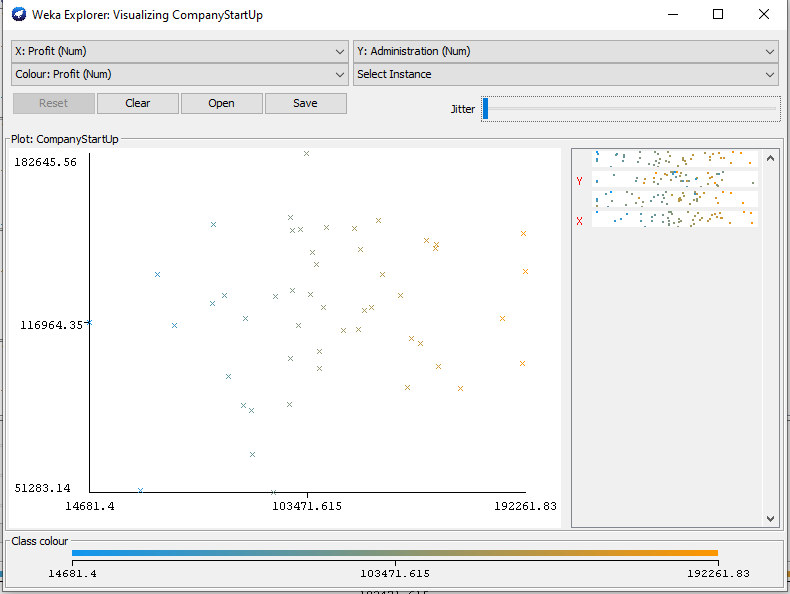 Weka Explorer: Visualizing CompanyStartUp
X: Profit (Num) Y: Administration (Num)
Colour: Profit (Num) Select Instance
Reset Clear Open Save Jitter
Plot: CompanyStartUp
182645.56
Y
X
116964.35
51283.14
14681.4 103471.615 192261.83
Class colour
14681.4 103471.615 192261.83